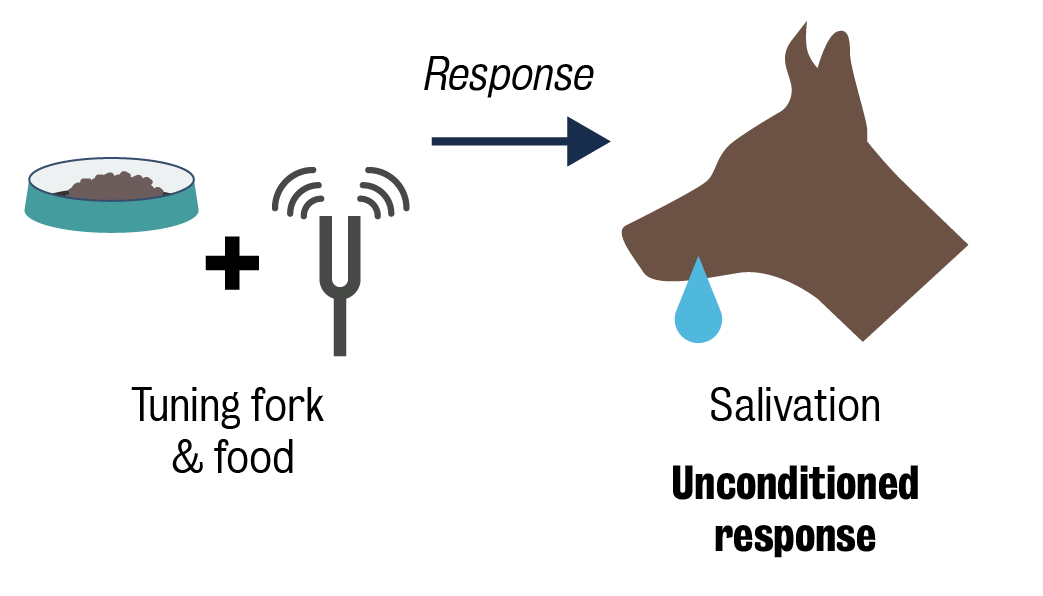 Response
Tuning fork
& food
Salivation
Unconditioned
response